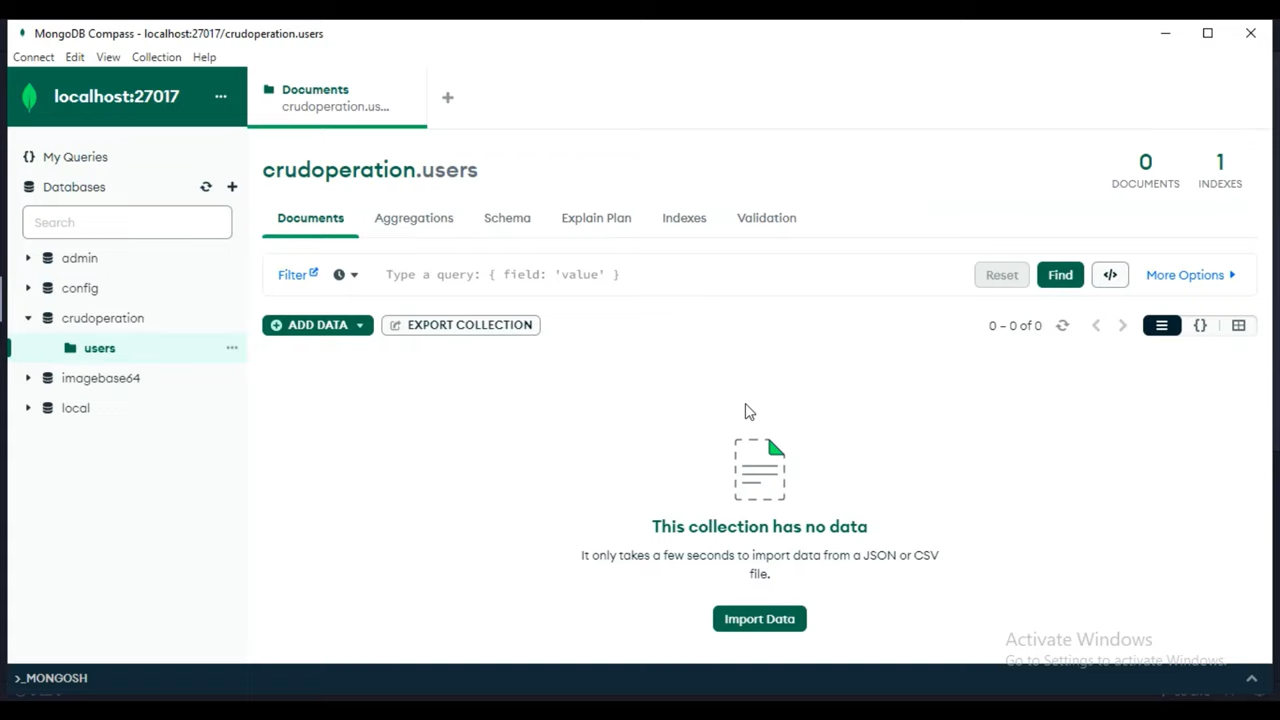 MongoDB Compass - localhost:27017/crudoperation.users
Connect Edit View Collection Help
localhost:27017 ...
Documents
crudoperation.us...
+
{} My Queries
Databases
Search
admin
config
crudoperation
users ...
imagebase64
local
crudoperation.users
0
DOCUMENTS
1
INDEXES
Documents Aggregations Schema Explain Plan Indexes Validation
Filter Type a query: { field: 'value' } Reset Find </> More Options
ADD DATA EXPORT COLLECTION 0 – 0 of 0 {}
This collection has no data
It only takes a few seconds to import data from a JSON or CSV
file.
Import Data
Activate Windows
Go to Settings to activate Windows.
>_MONGOSH